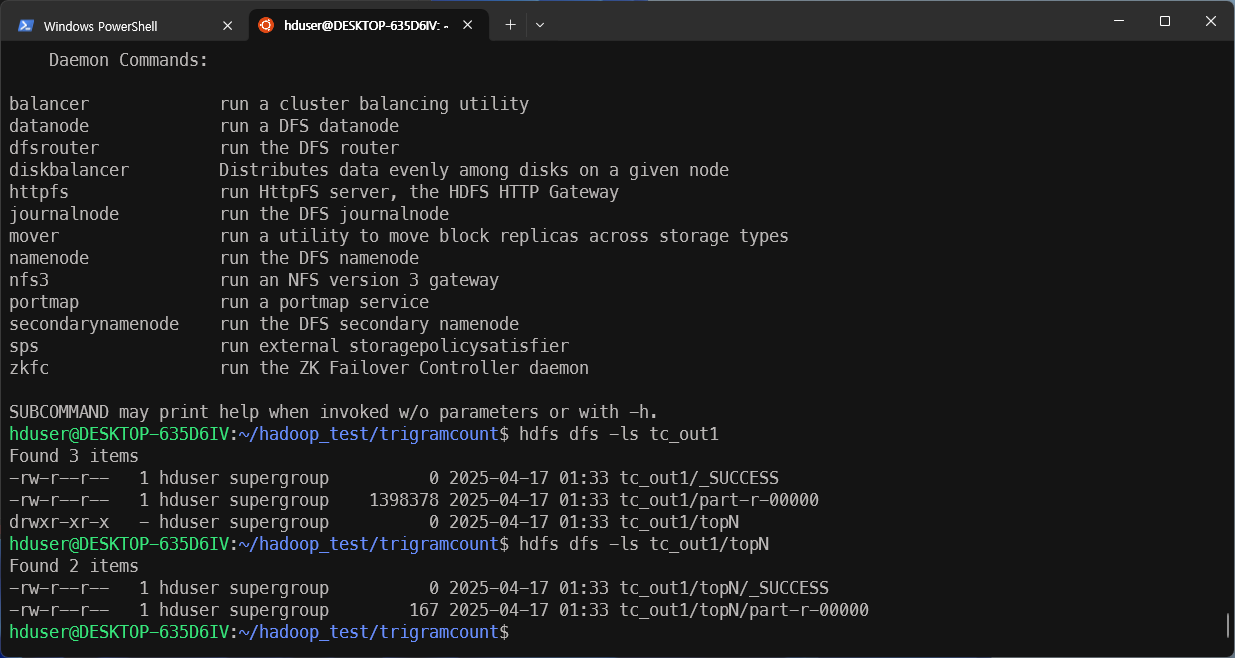 Windows PowerShell
hduser@DESKTOP-635D6IV: ~
Daemon Commands:
balancer             run a cluster balancing utility
datanode             run a DFS datanode
dfsrouter            run the DFS router
diskbalancer         Distributes data evenly among disks on a given node
httpfs               run HttpFS server, the HDFS HTTP Gateway
journalnode          run the DFS journalnode
mover                run a utility to move block replicas across storage types
namenode             run the DFS namenode
nfs3                 run an NFS version 3 gateway
portmap              run a portmap service
secondarynamenode    run the DFS secondary namenode
sps                  run external storagepolicysatisfier
zkfc                 run the ZK Failover Controller daemon
SUBCOMMAND may print help when invoked w/o parameters or with -h.
hduser@DESKTOP-635D6IV:~/hadoop_test/trigramcount$ hdfs dfs -ls tc_out1
Found 3 items
-rw-r--r--   1 hduser supergroup          0 2025-04-17 01:33 tc_out1/_SUCCESS
-rw-r--r--   1 hduser supergroup    1398378 2025-04-17 01:33 tc_out1/part-r-00000
drwxr-xr-x   - hduser supergroup          0 2025-04-17 01:33 tc_out1/topN
hduser@DESKTOP-635D6IV:~/hadoop_test/trigramcount$ hdfs dfs -ls tc_out1/topN
Found 2 items
-rw-r--r--   1 hduser supergroup          0 2025-04-17 01:33 tc_out1/topN/_SUCCESS
-rw-r--r--   1 hduser supergroup        167 2025-04-17 01:33 tc_out1/topN/part-r-00000
hduser@DESKTOP-635D6IV:~/hadoop_test/trigramcount$